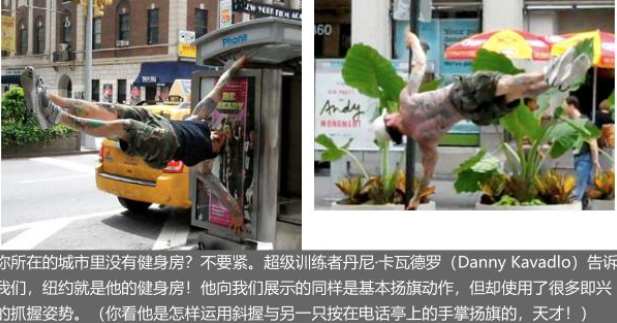 Phone
60
Andy
MONUMENT
你所在的城市里没有健身房？不要紧。超级训练者丹尼·卡瓦德罗（Danny Kavadlo）告诉
我们，纽约就是他的健身房！他向我们展示的同样是基本扬旗动作，但却使用了很多即兴
的抓握姿势。（你看他是怎样运用斜握与另一只按在电话亭上的手掌扬旗，天才！）